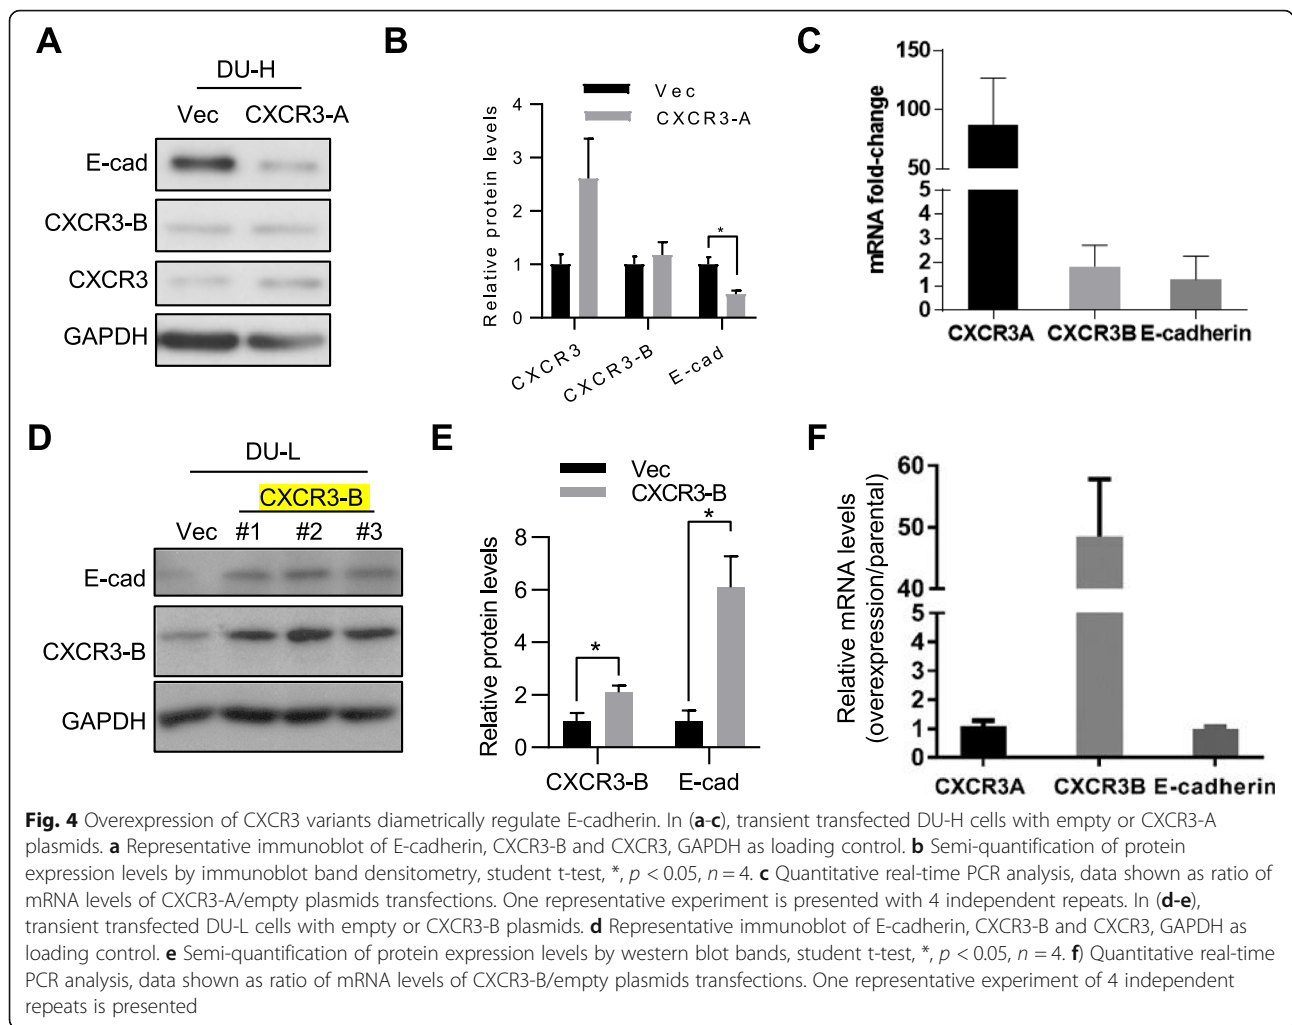 A
DU-H
Vec CXCR3-A
E-cad
CXCR3-B
CXCR3
GAPDH
B
Vec
CXCR3-A
Relative protein levels
4
3
2
1
0
*
CXCR3
CXCR3-B
E-cad
C
mRNA fold-change
150
100
50
5
4
3
2
1
0
CXCR3A CXCR3B E-cadherin
D
DU-L
CXCR3-B
Vec #1 #2 #3
E-cad
CXCR3-B
GAPDH
E
Vec
CXCR3-B
Relative protein levels
8
6
4
2
0
*
*
CXCR3-B E-cad
F
Relative mRNA levels
(overexpression/parental)
60
50
40
5
4
3
2
1
0
CXCR3A CXCR3B E-cadherin
Fig. 4 Overexpression of CXCR3 variants diametrically regulate E-cadherin. In (a-c), transient transfected DU-H cells with empty or CXCR3-A
plasmids. a Representative immunoblot of E-cadherin, CXCR3-B and CXCR3, GAPDH as loading control. b Semi-quantification of protein
expression levels by immunoblot band densitometry, student t-test, *, p < 0.05, n = 4. c Quantitative real-time PCR analysis, data shown as ratio of
mRNA levels of CXCR3-A/empty plasmids transfections. One representative experiment is presented with 4 independent repeats. In (d-e),
transient transfected DU-L cells with empty or CXCR3-B plasmids. d Representative immunoblot of E-cadherin, CXCR3-B and CXCR3, GAPDH as
loading control. e Semi-quantification of protein expression levels by western blot bands, student t-test, *, p < 0.05, n = 4. f) Quantitative real-time
PCR analysis, data shown as ratio of mRNA levels of CXCR3-B/empty plasmids transfections. One representative experiment of 4 independent
repeats is presented